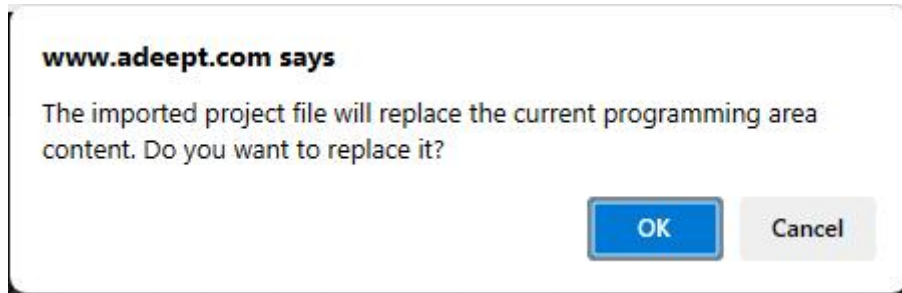 www.adeept.com says
The imported project file will replace the current programming area
content. Do you want to replace it?
OK
Cancel